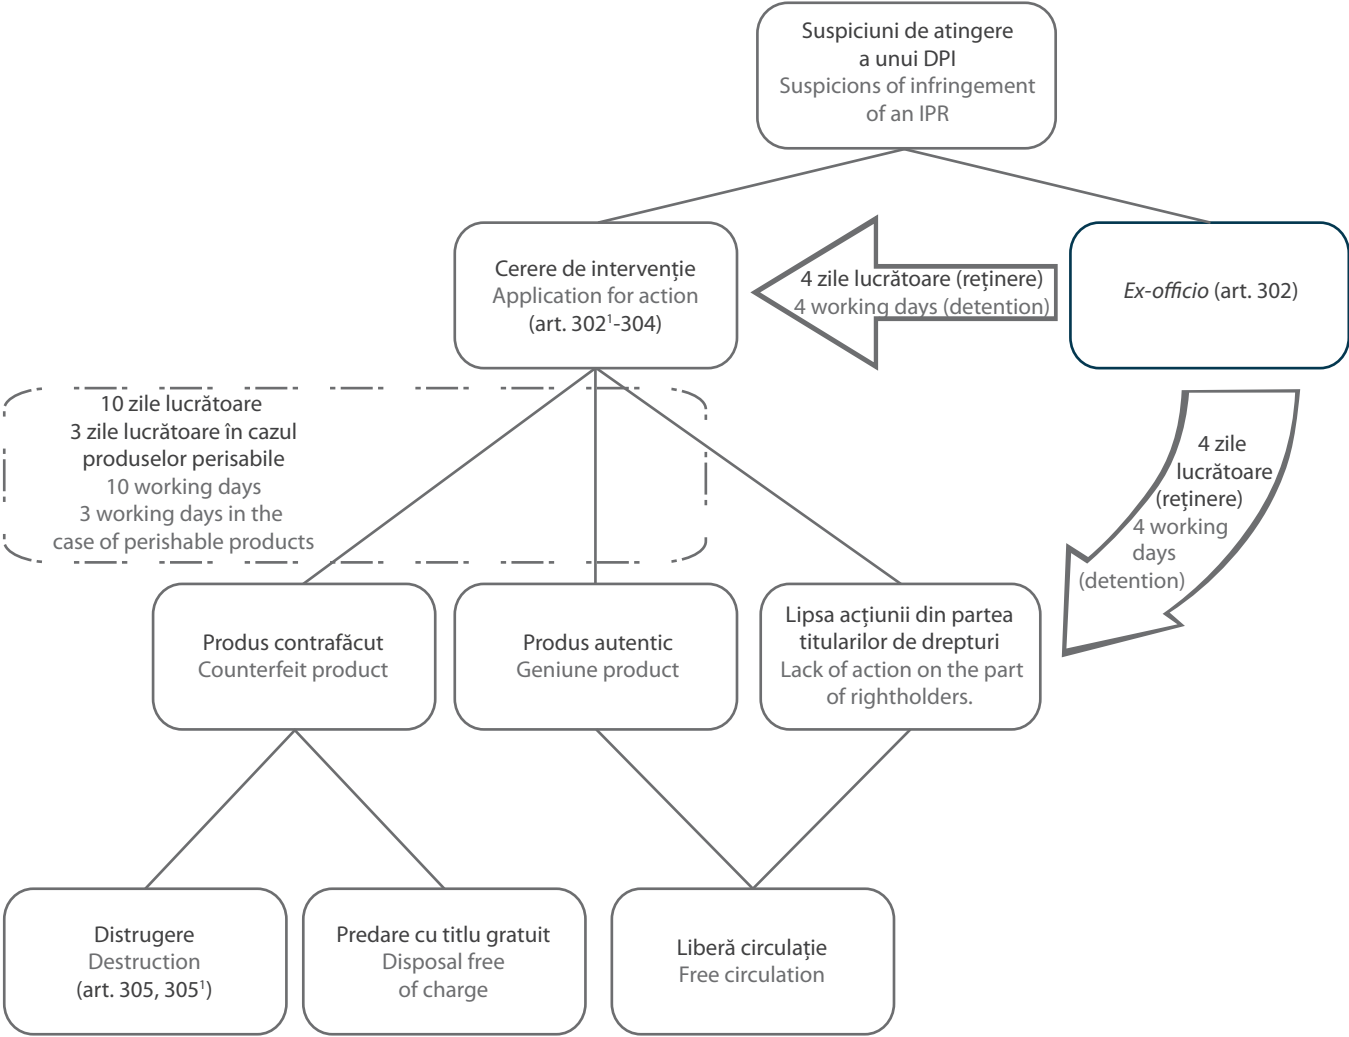 Suspiciuni de atingere
a unui DPI
Suspicions of infringement
of an IPR
Cerere de intervenție
Application for action
(art. 302¹-304)
4 zile lucrătoare (reținere)
4 working days (detention)
Ex-officio (art. 302)
10 zile lucrătoare
3 zile lucrătoare în cazul
produselor perisabile
10 working days
3 working days in the
case of perishable products
4 zile
lucrătoare
(reținere)
4 working
days
(detention)
Produs contrafăcut
Counterfeit product
Produs autentic
Geniune product
Lipsa acțiunii din partea
titularilor de drepturi
Lack of action on the part
of rightholders.
Distrugere
Destruction
(art. 305, 305¹)
Predare cu titlu gratuit
Disposal free
of charge
Liberă circulație
Free circulation